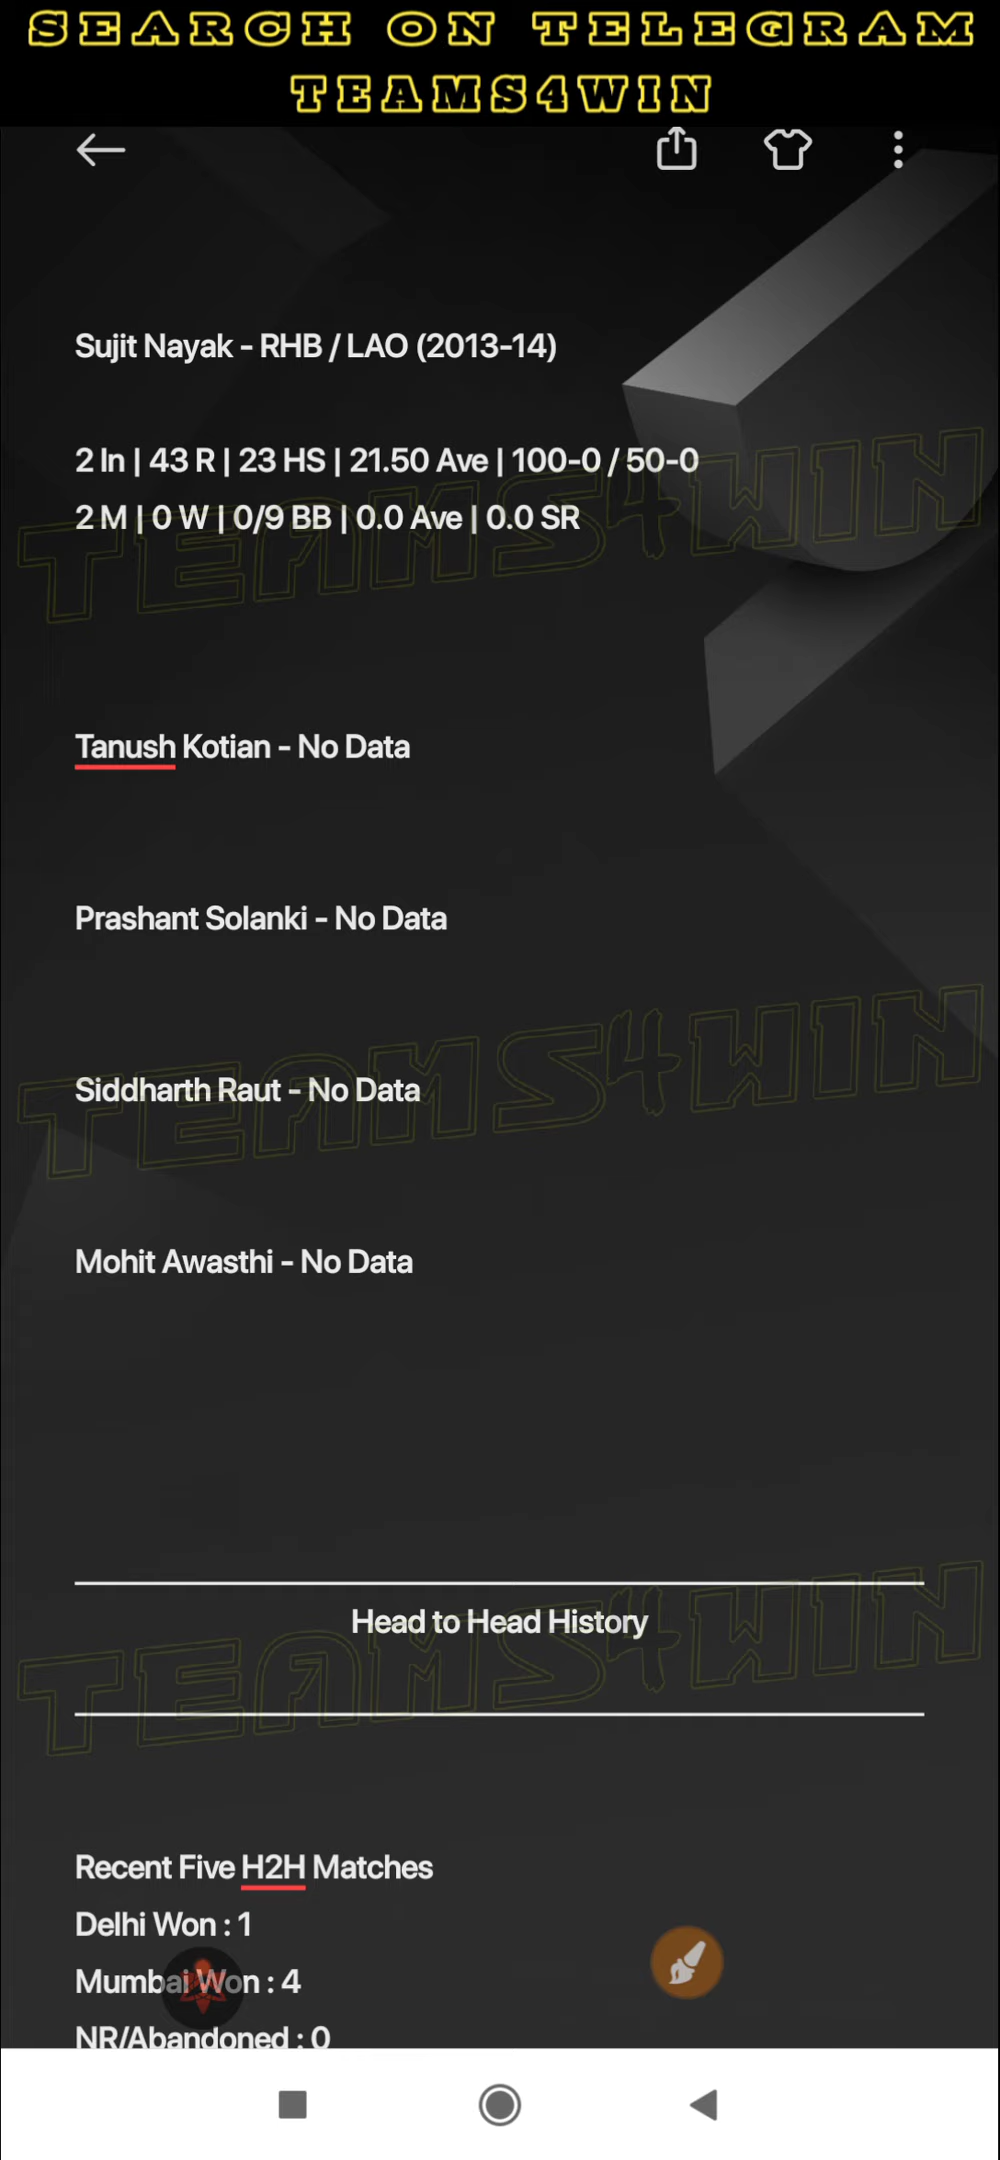 SEARCH ON TELEGRAM
TEAMS4WIN
Sujit Nayak - RHB / LAO (2013-14)
2 In | 43 R | 23 HS | 21.50 Ave | 100-0 / 50-0
2 M | 0 W | 0/9 BB | 0.0 Ave | 0.0 SR
TEAMS4WIN
Tanush Kotian - No Data
Prashant Solanki - No Data
Siddharth Raut - No Data
TEAMS4WIN
Mohit Awasthi - No Data
Head to Head History
TEAMS4WIN
Recent Five H2H Matches
Delhi Won : 1
Mumbai Won : 4
NR/Abandoned : 0